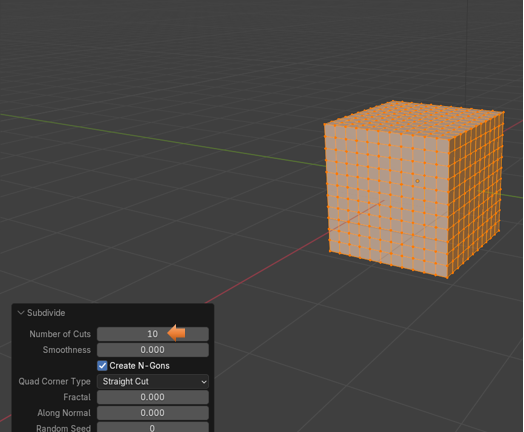 Subdivide
Number of Cuts 10
Smoothness 0.000
Create N-Gons
Quad Corner Type Straight Cut
Fractal 0.000
Along Normal 0.000
Random Seed 0